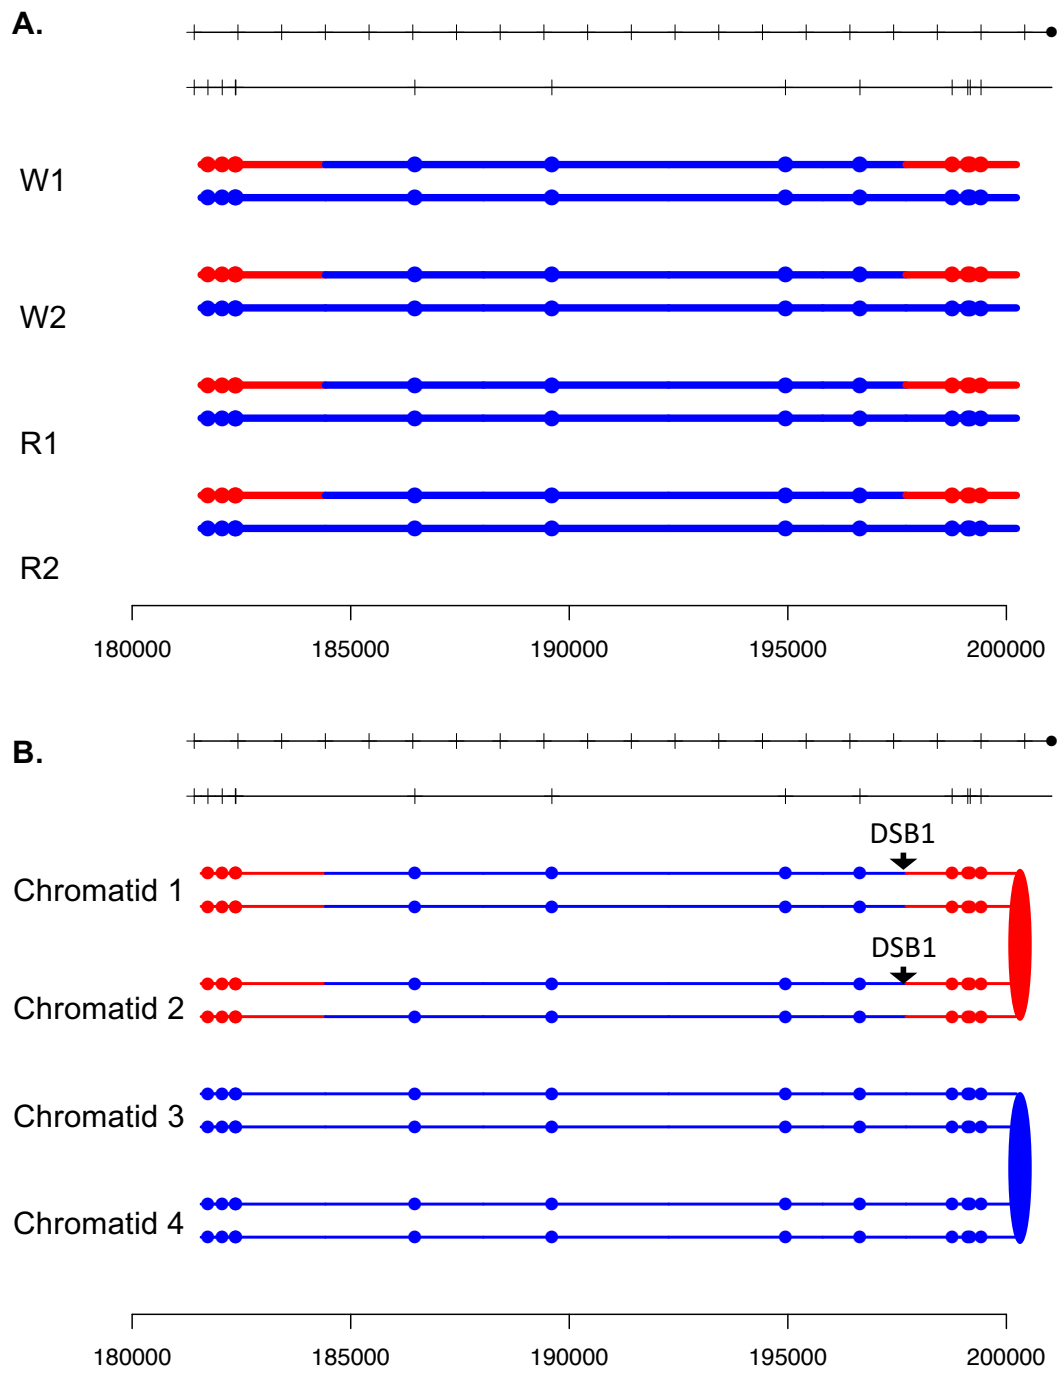 A.
W1
W2
R1
R2
180000 185000 190000 195000 200000
B.
DSB1
Chromatid 1
DSB1
Chromatid 2
Chromatid 3
Chromatid 4
180000 185000 190000 195000 200000